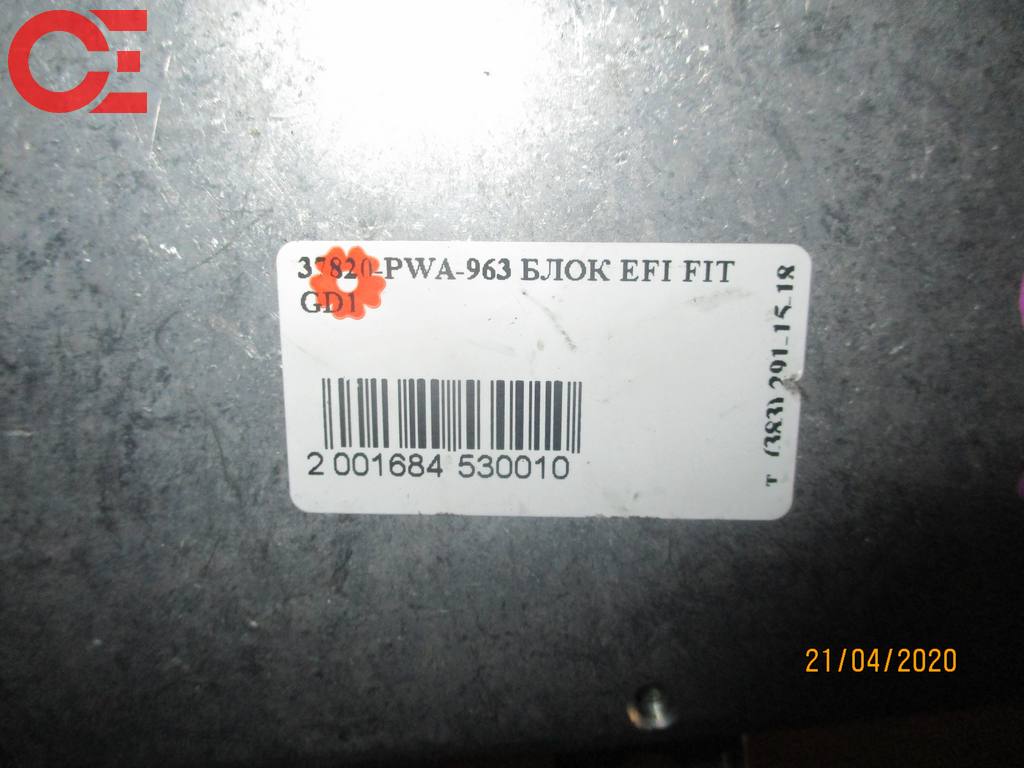 37820-PWA-963 БЛОК EFI FIT
GD1
2 001684 530010
т (383) 291-15-18
21/04/2020
CE